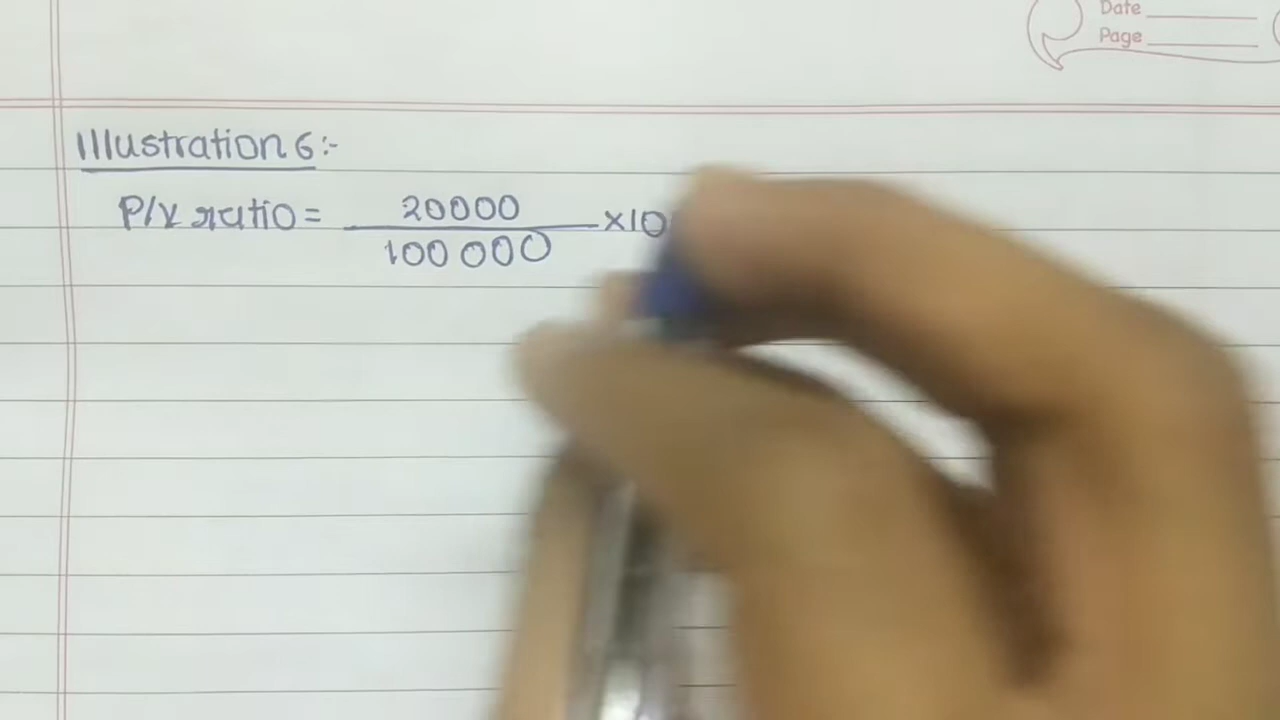 Date
Page
Illustration 6:-
P/V ratio = 20000 / 100 000 ×10